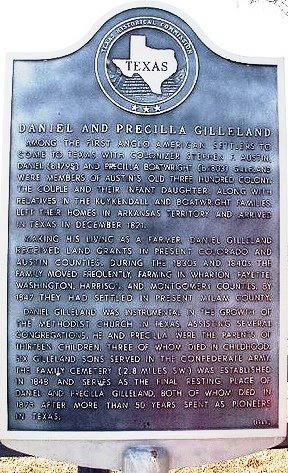 TEXAS HISTORICAL COMMISSION
TEXAS
DANIEL AND PRECILLA GILLELAND
AMONG THE FIRST ANGLO AMERICAN SETTLERS TO
COME TO TEXAS WITH COLONIZER STEPHEN F. AUSTIN,
DANIEL (B.1795) AND PRECILLA BOATWRIGHT GILLELAND
WERE MEMBERS OF AUSTIN'S OLD THREE HUNDRED COLONY.
THE COUPLE AND THEIR INFANT DAUGHTER, ALONG WITH
RELATIVES IN THE KUYKENDALL AND BOATWRIGHT FAMILIES,
LEFT THEIR HOMES IN ARKANSAS TERRITORY AND ARRIVED
IN TEXAS IN DECEMBER 1821.
MAKING HIS LIVING AS A FARMER, DANIEL GILLELAND
RECEIVED LAND GRANTS IN PRESENT COLORADO AND
AUSTIN COUNTIES. DURING THE 1830S AND 1840S THE
FAMILY MOVED FREQUENTLY, FARMING IN WHARTON, FAYETTE,
WASHINGTON, HARRISON, AND MONTGOMERY COUNTIES. BY
1847 THEY HAD SETTLED IN PRESENT MILAM COUNTY.
DANIEL GILLELAND WAS INSTRUMENTAL IN THE GROWTH OF
THE METHODIST CHURCH IN TEXAS, ASSISTING SEVERAL
CONGREGATIONS. HE AND PRECILLA WERE THE PARENTS OF
THIRTEEN CHILDREN, THREE OF WHOM DIED IN CHILDHOOD.
SIX GILLELAND SONS SERVED IN THE CONFEDERATE ARMY.
THE FAMILY CEMETERY (2.8 MILES SW) WAS ESTABLISHED
IN 1848 AND SERVES AS THE FINAL RESTING PLACE OF
DANIEL AND PRECILLA GILLELAND, BOTH OF WHOM DIED IN
1873 AFTER MORE THAN 50 YEARS SPENT AS PIONEERS
IN TEXAS.